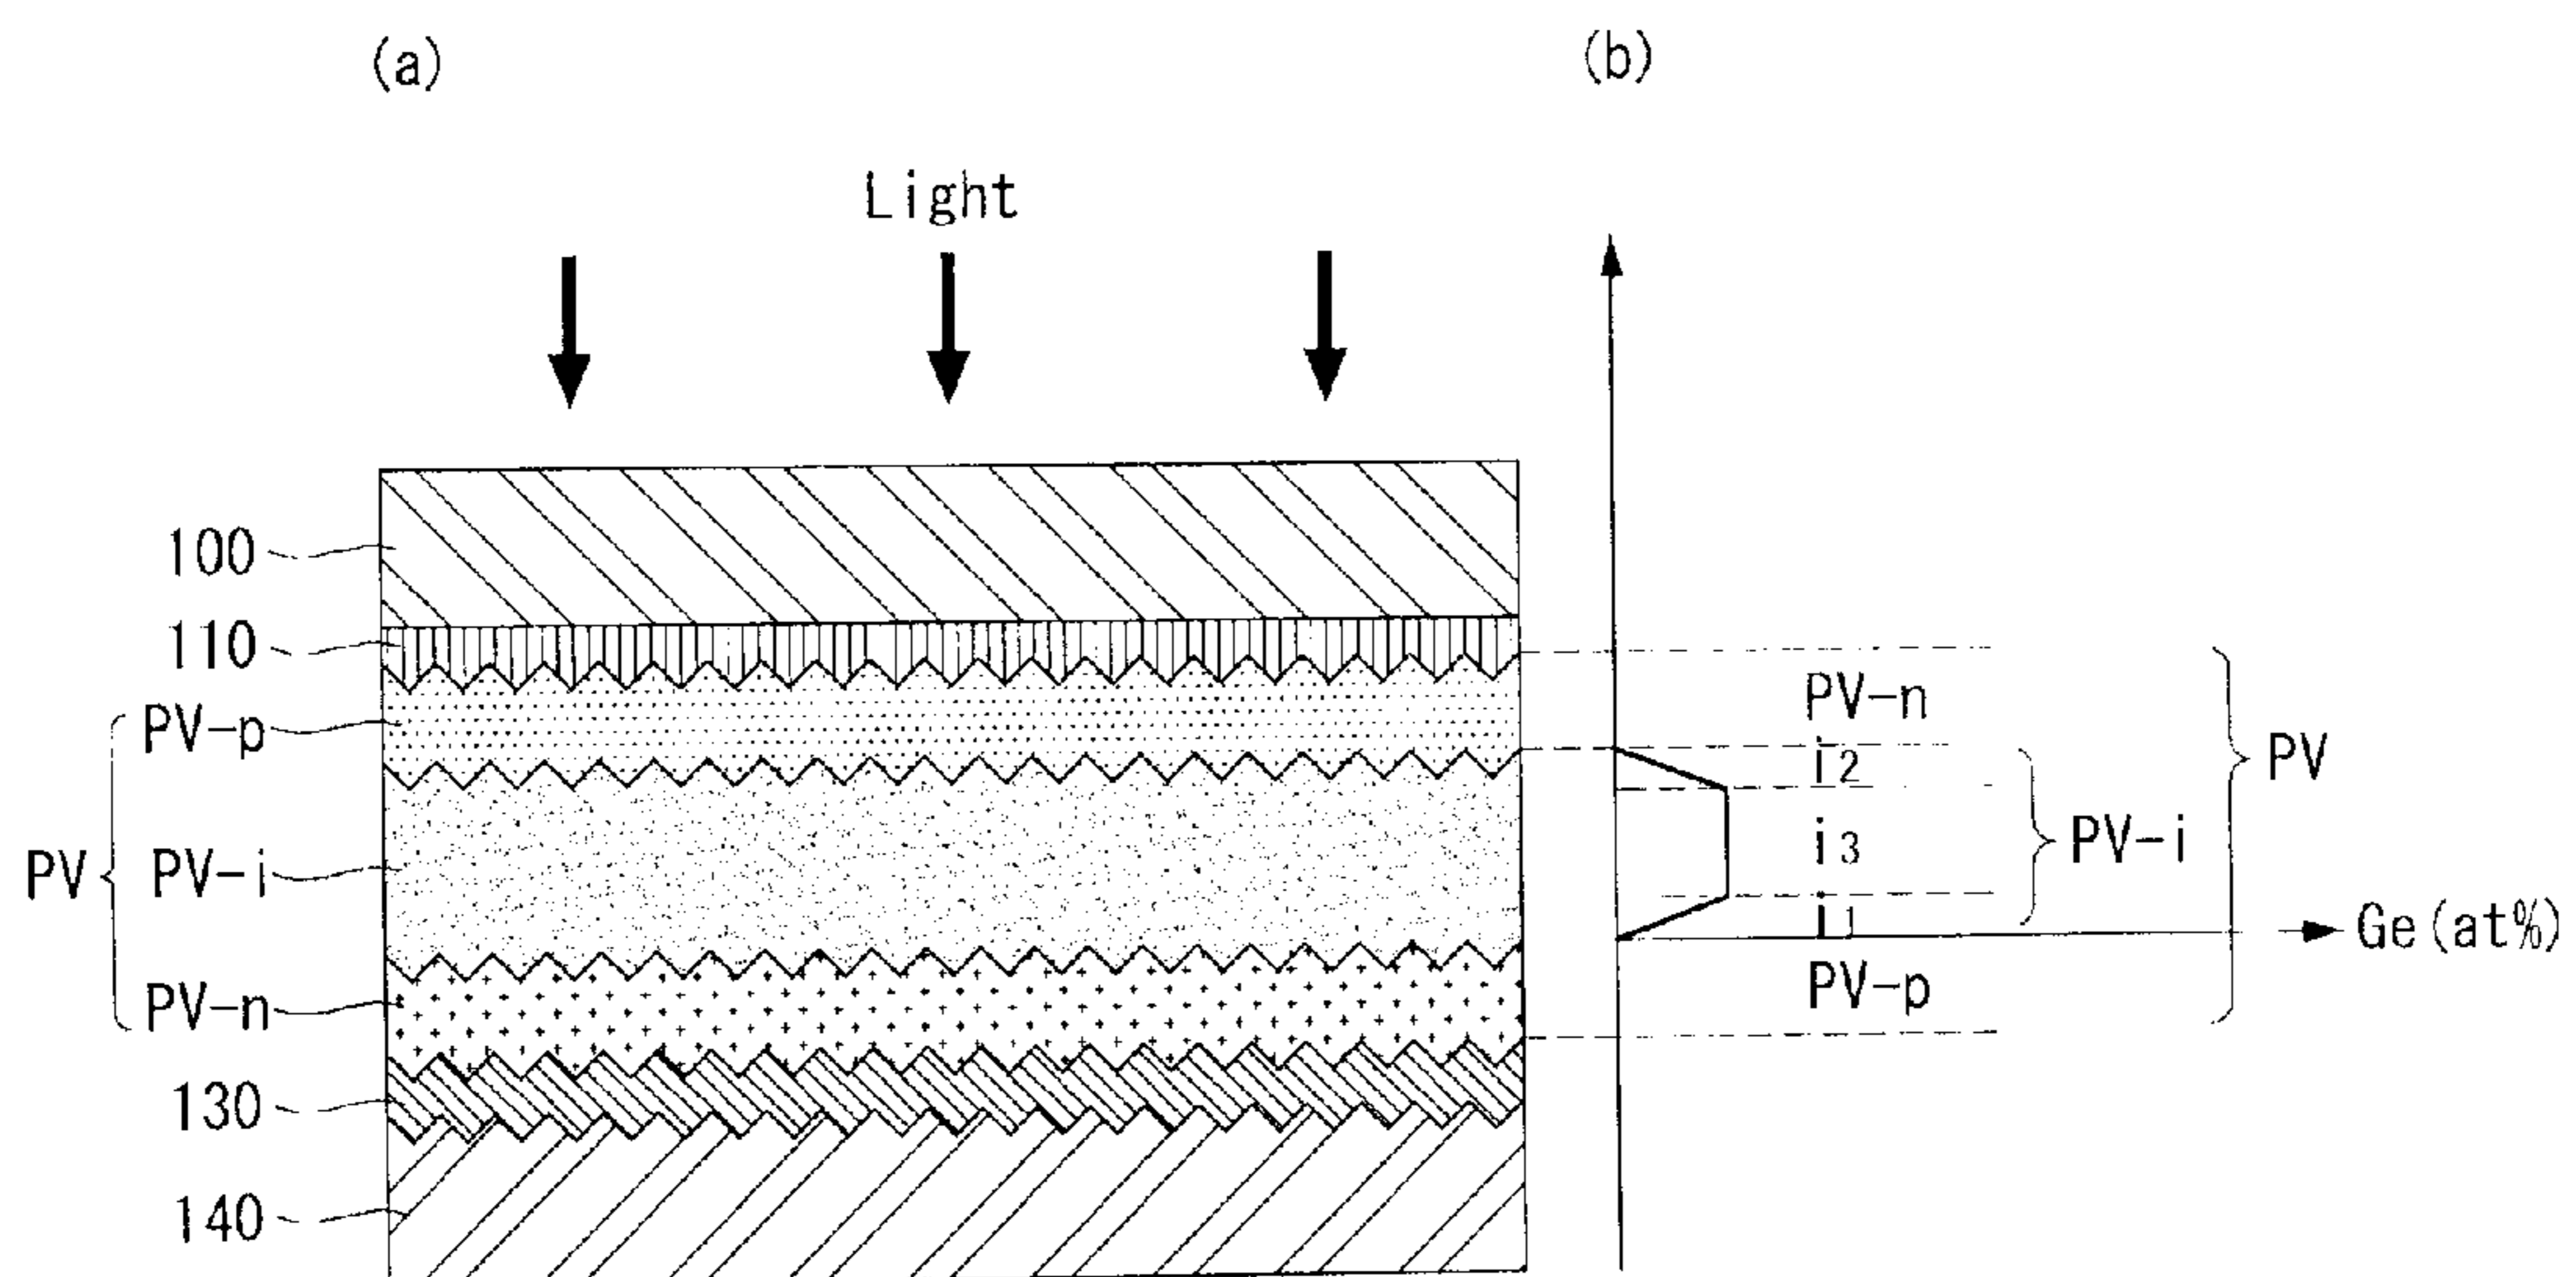 (a)
(b)
Light
100
110
PV-p
PV PV-i
PV-n
130
140
PV-n
i2
i3
i1
PV-p
PV-i
PV
Ge(at%)